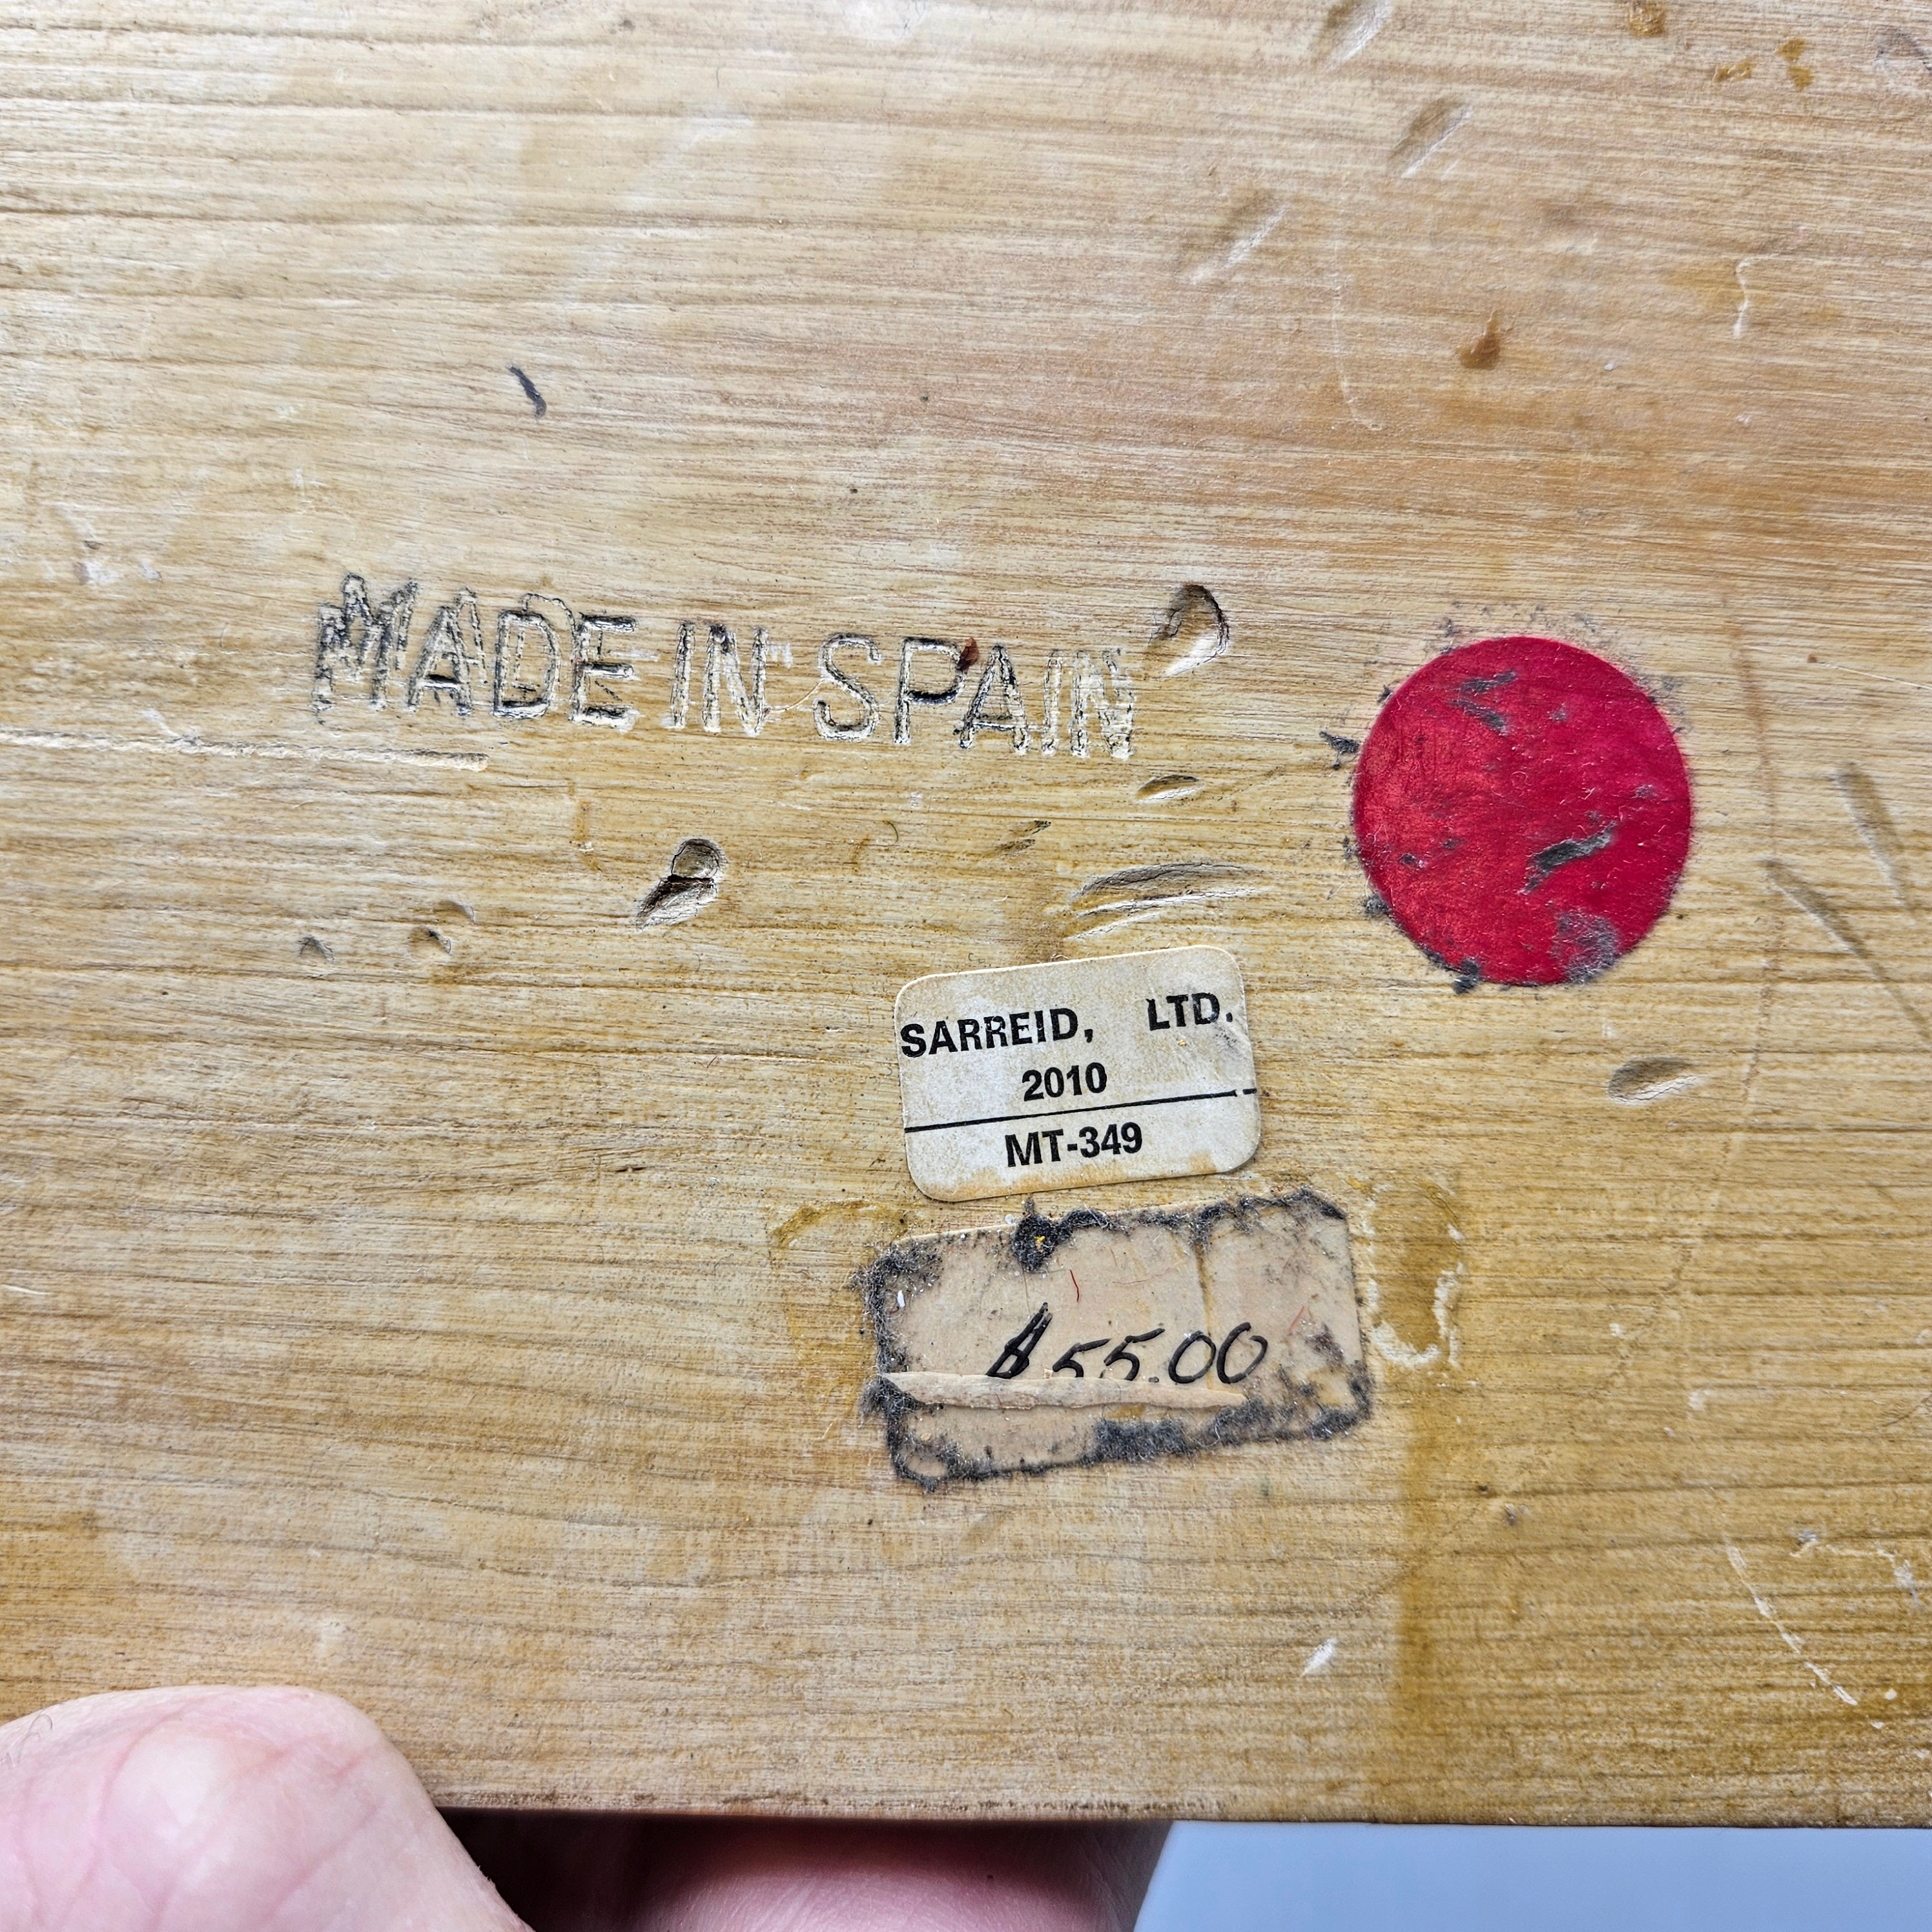 MADE IN SPAIN
SARREID, LTD.
2010
MT-349
$55.00